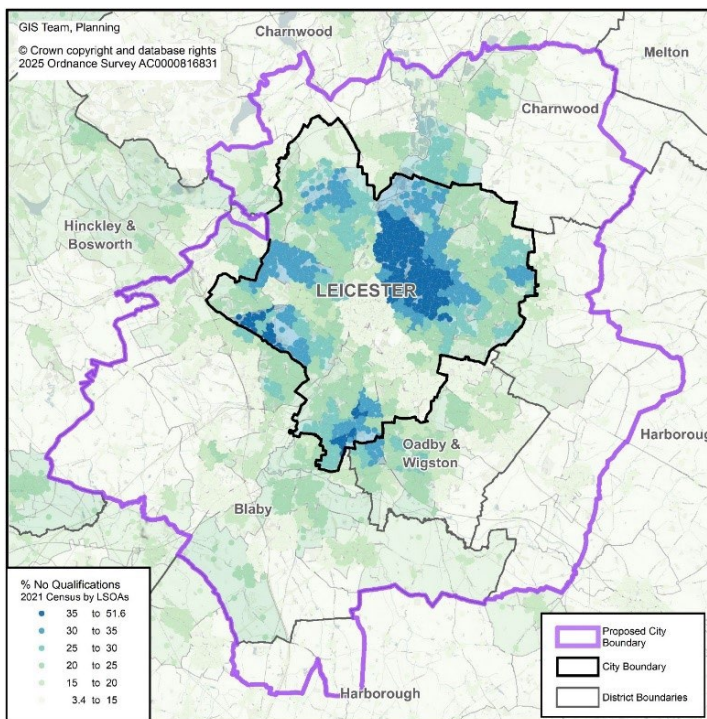 GIS Team, Planning
© Crown copyright and database rights
2025 Ordnance Survey AC0000816831
Charnwood
Melton
Charnwood
Hinckley &
Bosworth
LEICESTER
Harborough
Oadby &
Wigston
Blaby
Harborough
% No Qualifications
2021 Census by LSOAs
35 to 51.6
30 to 35
25 to 30
20 to 25
15 to 20
3.4 to 15
Proposed City
Boundary
City Boundary
District Boundaries